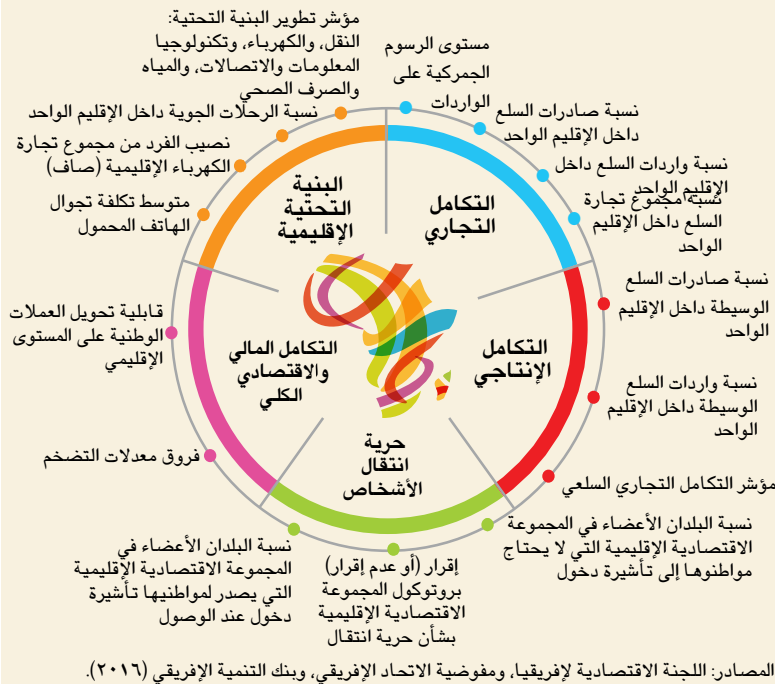 مؤشر تطوير البنية التحتية:
النقل، والكهرباء، وتكنولوجيا
المعلومات والاتصالات، والمياه
والصرف الصحي
نسبة الرحلات الجوية داخل الإقليم الواحد
نصيب الفرد من مجموع تجارة
الكهرباء الإقليمية (صاف)
متوسط تكلفة تجوال
الهاتف المحمول
مستوى الرسوم
الجمركية على
الواردات
نسبة صادرات السلع
داخل الإقليم الواحد
نسبة واردات السلع داخل
الإقليم الواحد
نسبة مجموع تجارة
السلع داخل الإقليم
الواحد
البنية
التحتية
الإقليمية
التكامل
التجاري
نسبة صادرات السلع
الوسيطة داخل الإقليم
الواحد
نسبة واردات السلع
الوسيطة داخل الإقليم
الواحد
مؤشر التكامل التجاري السلعي
التكامل
الإنتاجي
قابلية تحويل العملات
الوطنية على المستوى
الإقليمي
فروق معدلات التضخم
التكامل المالي
والاقتصادي
الكلي
حرية
انتقال
الأشخاص
نسبة البلدان الأعضاء في المجموعة
الاقتصادية الإقليمية التي لا يحتاج
مواطنوها إلى تأشيرة دخول
إقرار (أو عدم إقرار)
بروتوكول المجموعة
الاقتصادية الإقليمية
بشأن حرية انتقال
نسبة البلدان الأعضاء في
المجموعة الاقتصادية الإقليمية
التي يصدر لمواطنيها تأشيرة
دخول عند الوصول
المصادر: اللجنة الاقتصادية لإفريقيا، ومفوضية الاتحاد الإفريقي، وبنك التنمية الإفريقي (٢٠١٦).